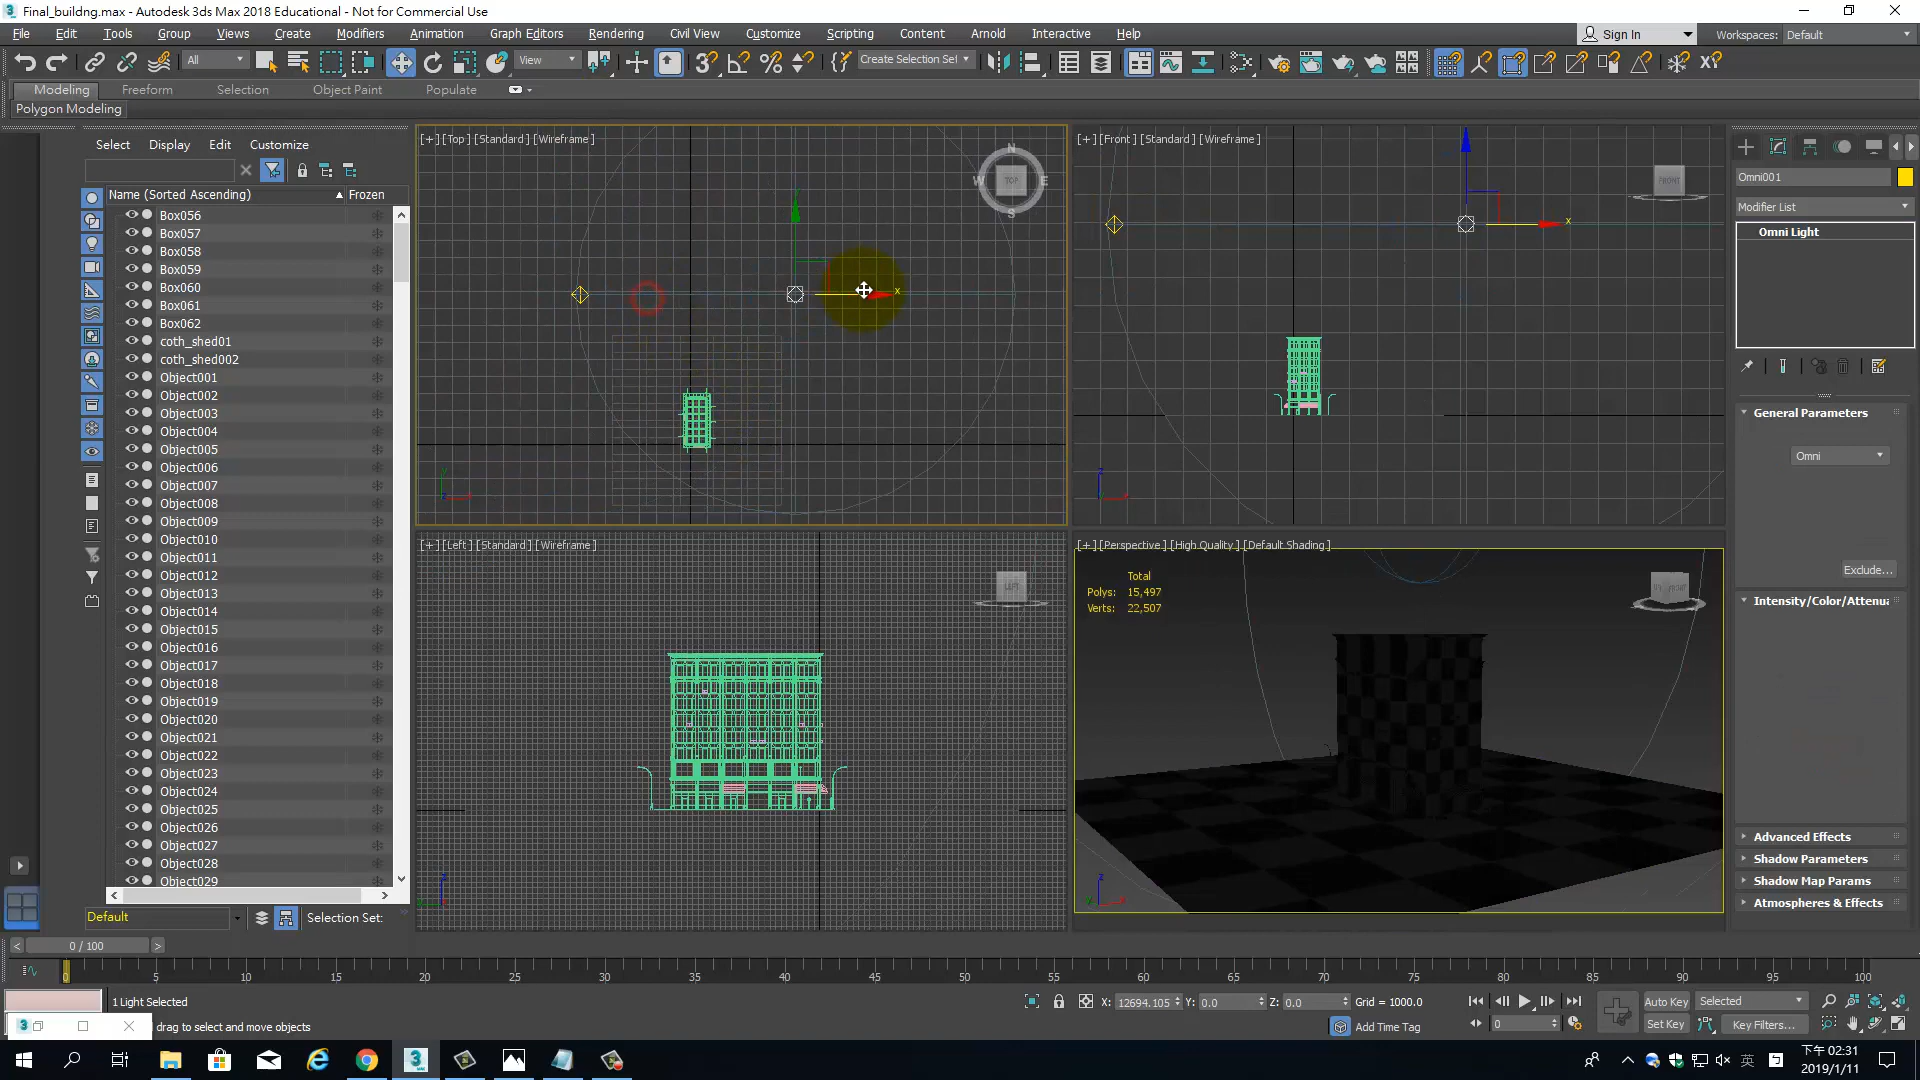 Final_buildng.max - Autodesk 3ds Max 2018 Educational - Not for Commercial Use
File Edit Tools Group Views Create Modifiers Animation Graph Editors Rendering Civil View Customize Scripting Content Arnold Interactive Help
Sign In Workspaces: Default
All View Create Selection Set
Modeling Freeform Selection Object Paint Populate
Polygon Modeling
Select Display Edit Customize
Name (Sorted Ascending) Frozen
Box056
Box057
Box058
Box059
Box060
Box061
Box062
coth_shed01
coth_shed002
Object001
Object002
Object003
Object004
Object005
Object006
Object007
Object008
Object009
Object010
Object011
Object012
Object013
Object014
Object015
Object016
Object017
Object018
Object019
Object020
Object021
Object022
Object023
Object024
Object025
Object026
Object027
Object028
Object029
Default Selection Set:
[+] [Top] [Standard] [Wireframe]
N
W TOP E
S
x
[+] [Front] [Standard] [Wireframe]
FRONT
x
[+] [Left] [Standard] [Wireframe]
LEFT
[+] [Perspective] [High Quality] [Default Shading]
Total
Polys: 15,497
Verts: 22,507
Omni001
Modifier List
Omni Light
General Parameters
Omni
Exclude...
Intensity/Color/Attenua
Advanced Effects
Shadow Parameters
Shadow Map Params
Atmospheres & Effects
0 / 100
0 5 10 15 20 25 30 35 40 45 50 55 60 65 70 75 80 85 90 95 100
1 Light Selected
drag to select and move objects
X: 12694.105 Y: 0.0 Z: 0.0 Grid = 1000.0
Add Time Tag
0
Auto Key Selected
Set Key Key Filters...
英
下午 02:31
2019/1/11